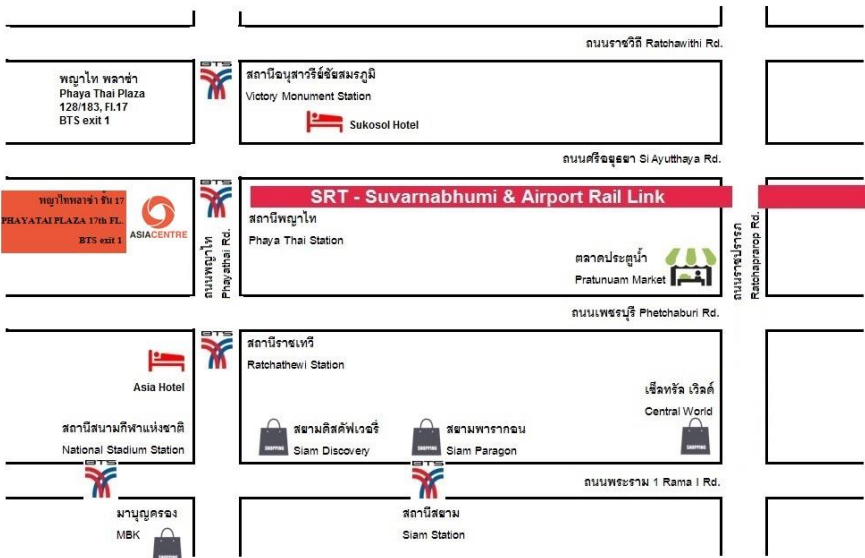 ถนนราชวิถี Ratchawithi Rd.
พญาไท พลาซ่า
Phaya Thai Plaza
128/183, Fl.17
BTS exit 1
BTS
สถานีอนุสาวรีย์ชัยสมรภูมิ
Victory Monument Station
Sukosol Hotel
ถนนศรีอยุธยา Si Ayutthaya Rd.
พญาไทพลาซ่า ชั้น 17
PHAYATAI PLAZA 17th FL.
BTS exit 1
ASIACENTRE
BTS
SRT - Suvarnabhumi & Airport Rail Link
สถานีพญาไท
Phaya Thai Station
ถนนพญาไท
Phayathai Rd.
ตลาดประตูน้ำ
Pratunuam Market
ถนนราชปรารภ
Ratchaprarop Rd.
ถนนเพชรบุรี Phetchaburi Rd.
BTS
สถานีราชเทวี
Ratchathewi Station
Asia Hotel
เซ็ลทรัล เวิลด์
Central World
SHOPPING
สถานีสนามกีฬาแห่งชาติ
National Stadium Station
สยามดิสคัฟเวอรี่
Siam Discovery
SHOPPING
สยามพารากอน
Siam Paragon
SHOPPING
BTS
BTS
ถนนพระราม 1 Rama I Rd.
มาบุญครอง
MBK
สถานีสยาม
Siam Station